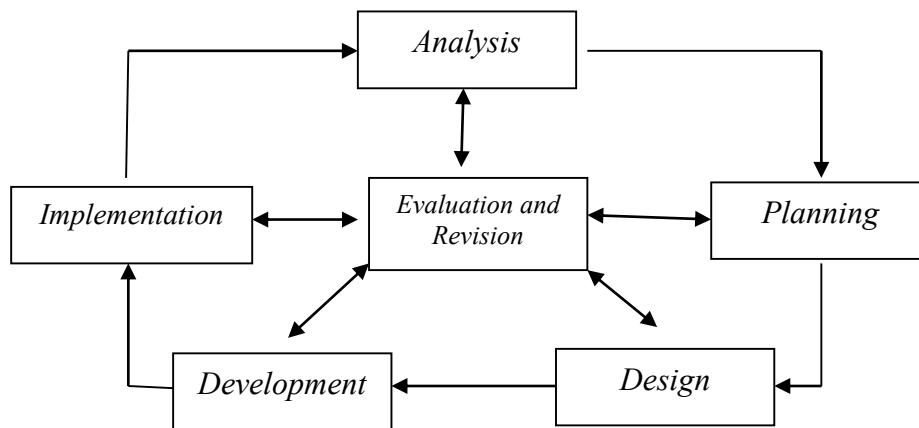 Analysis
Implementation
Evaluation and
Revision
Planning
Development
Design